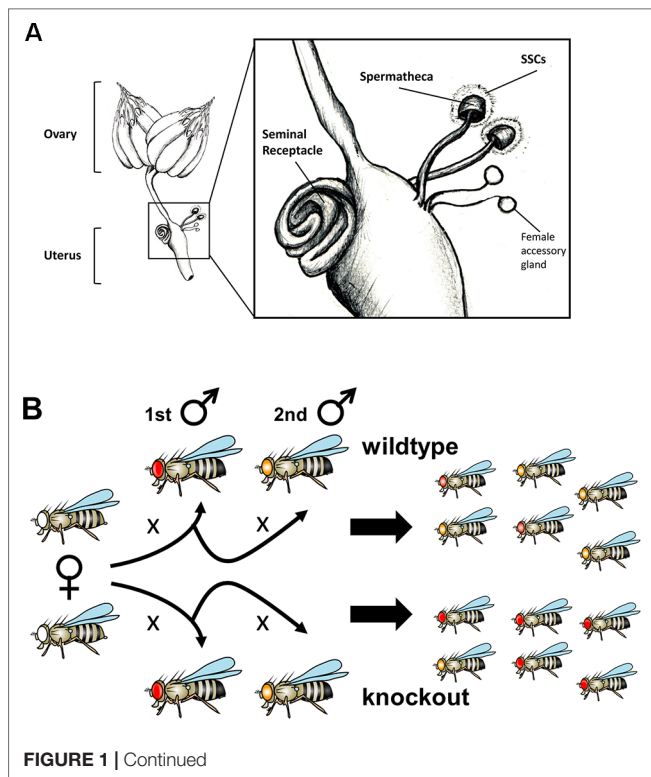 A
Ovary
Uterus
Seminal
Receptacle
Spermatheca
SSCs
Female
accessory
gland
B
1st ♂ 2nd ♂
wildtype
X X
♀
X X
knockout
FIGURE 1 | Continued